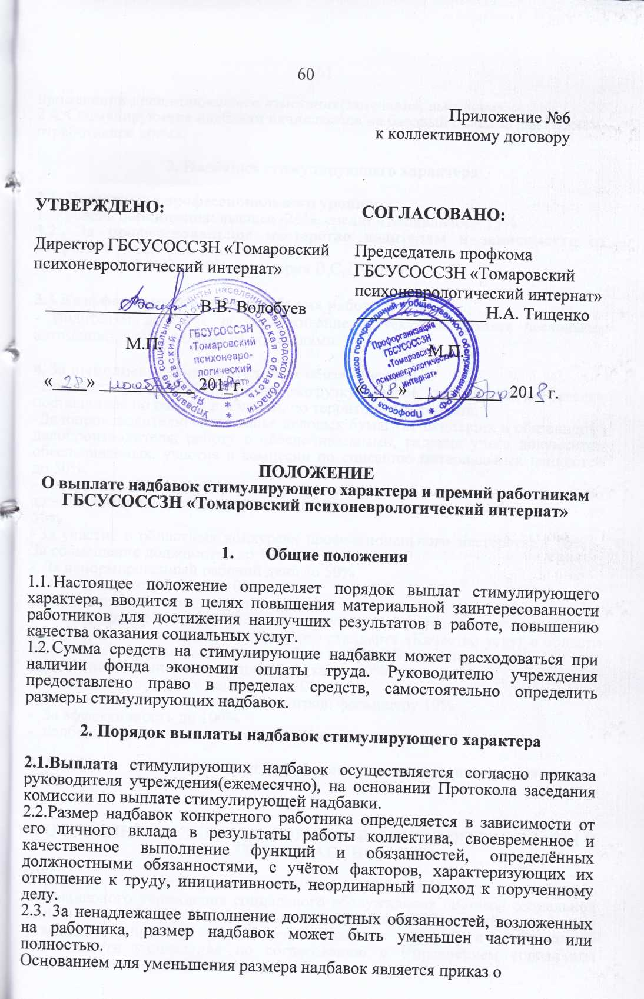 60
Приложение №6
к коллективному договору
УТВЕРЖДЕНО:
Директор ГБСУСОССЗН «Томаровский
психоневрологический интернат»
В.В. Волобуев
М.П.
«28» ноября 2018г.
СОГЛАСОВАНО:
Председатель профкома
ГБСУСОССЗН «Томаровский
психоневрологический интернат»
Н.А. Тищенко
М.П.
«28» ноября 2018 г.
ГБСУСОССЗН
«Томаровский
психоневро-
логический
интернат»
Профорганизация
ГБСУСОССЗН
«Томаровский
психоневрологический
интернат»
ПОЛОЖЕНИЕ
О выплате надбавок стимулирующего характера и премий работникам
ГБСУСОССЗН «Томаровский психоневрологический интернат»
1. Общие положения
1.1. Настоящее положение определяет порядок выплат стимулирующего
характера, вводится в целях повышения материальной заинтересованности
работников для достижения наилучших результатов в работе, повышению
качества оказания социальных услуг.
1.2. Сумма средств на стимулирующие надбавки может расходоваться при
наличии фонда экономии оплаты труда. Руководителю учреждения
предоставлено право в пределах средств, самостоятельно определить
размеры стимулирующих надбавок.
2. Порядок выплаты надбавок стимулирующего характера
2.1.Выплата стимулирующих надбавок осуществляется согласно приказа
руководителя учреждения(ежемесячно), на основании Протокола заседания
комиссии по выплате стимулирующей надбавки.
2.2.Размер надбавок конкретного работника определяется в зависимости от
его личного вклада в результаты работы коллектива, своевременное и
качественное выполнение функций и обязанностей, определённых
должностными обязанностями, с учётом факторов, характеризующих их
отношение к труду, инициативность, неординарный подход к порученному
делу.
2.3. За ненадлежащее выполнение должностных обязанностей, возложенных
на работника, размер надбавок может быть уменьшен частично или
полностью.
Основанием для уменьшения размера надбавок является приказ о